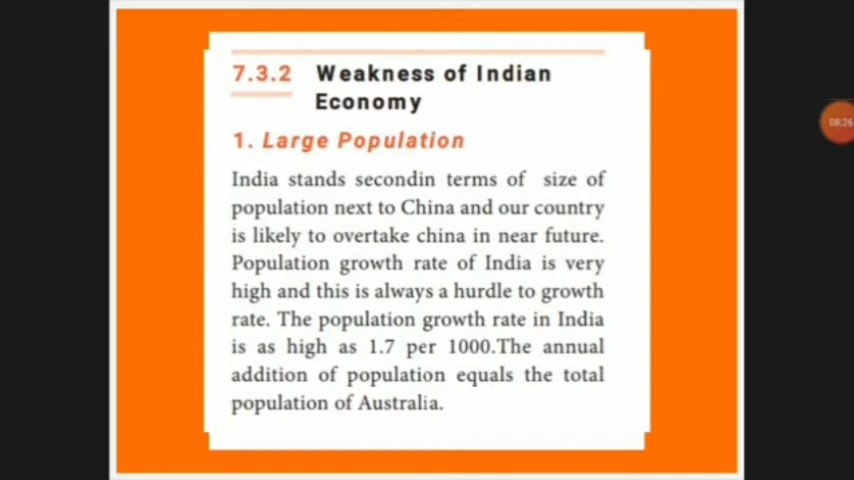 7.3.2 Weakness of Indian
Economy
1. Large Population
India stands secondin terms of size of
population next to China and our country
is likely to overtake china in near future.
Population growth rate of India is very
high and this is always a hurdle to growth
rate. The population growth rate in India
is as high as 1.7 per 1000.The annual
addition of population equals the total
population of Australia.
08:26